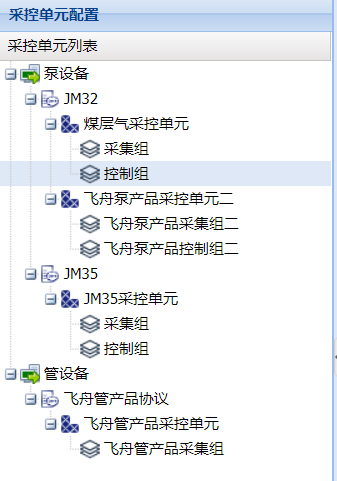 采控单元配置
采控单元列表
泵设备
JM32
煤层气采控单元
采集组
控制组
飞舟泵产品采控单元二
飞舟泵产品采集组二
飞舟泵产品控制组二
JM35
JM35采控单元
采集组
控制组
管设备
飞舟管产品协议
飞舟管产品采控单元
飞舟管产品采集组